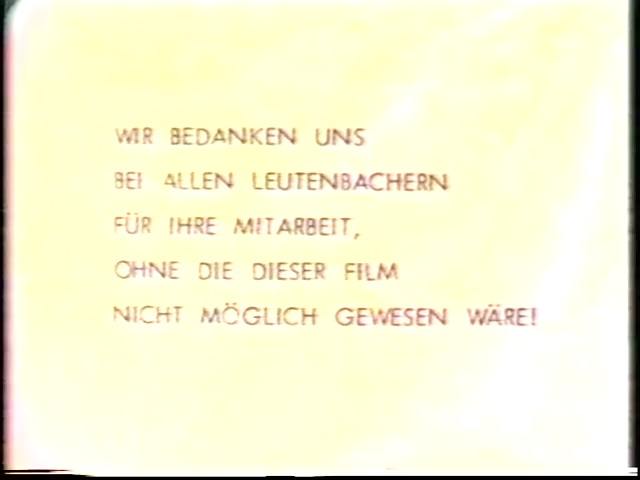 WIR BEDANKEN UNS
BEI ALLEN LEUTENBACHERN
FÜR IHRE MITARBEIT,
OHNE DIE DIESER FILM
NICHT MÖGLICH GEWESEN WÄRE!